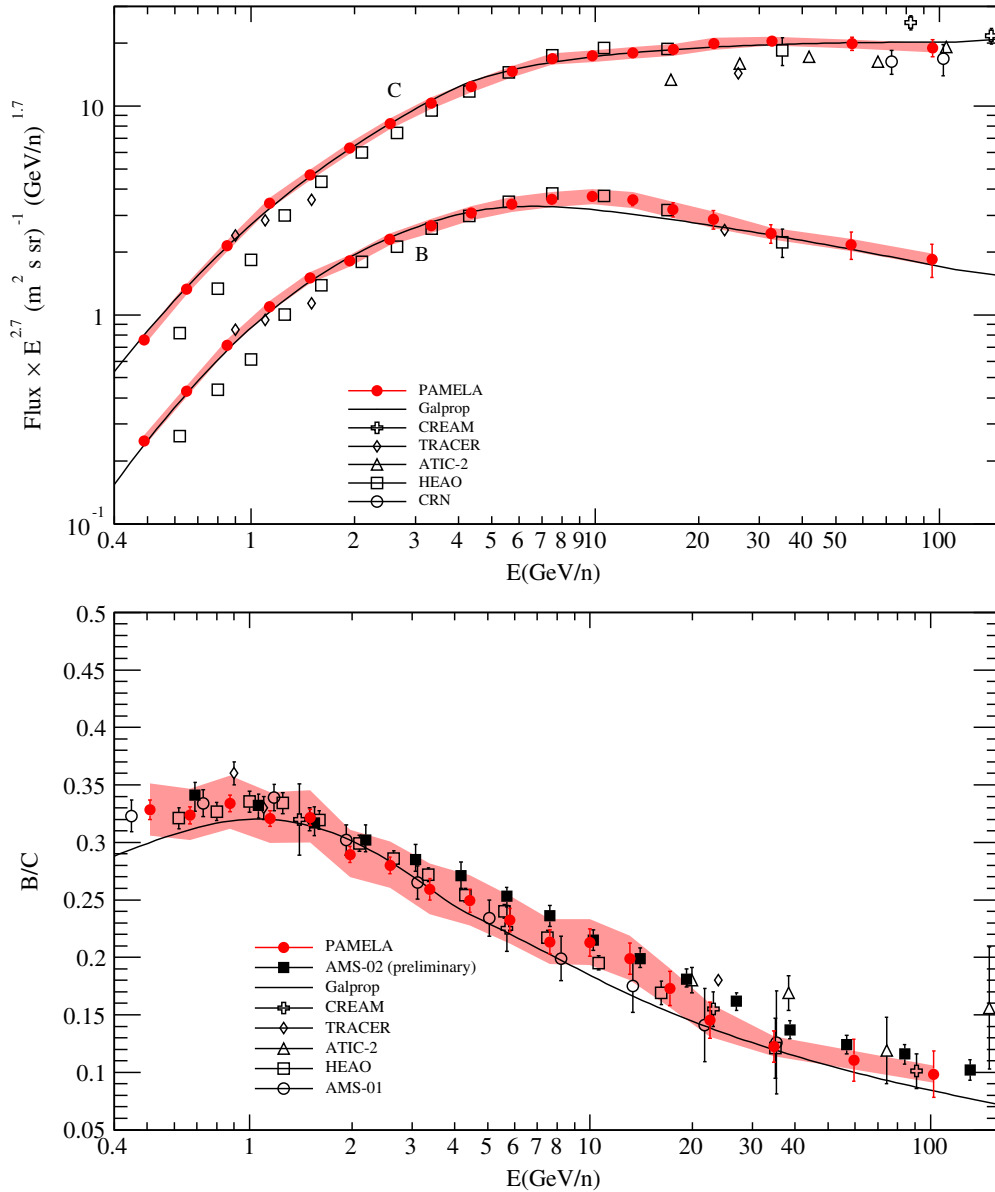 Flux × E^2.7 (m^2 s sr)^-1 (GeV/n)^1.7
10
1
10^-1
C
B
PAMELA
Galprop
CREAM
TRACER
ATIC-2
HEAO
CRN
0.4 1 2 3 4 5 6 7 8 9 10 20 30 40 50 100
E(GeV/n)
B/C
0.5
0.45
0.4
0.35
0.3
0.25
0.2
0.15
0.1
0.05
PAMELA
AMS-02 (preliminary)
Galprop
CREAM
TRACER
ATIC-2
HEAO
AMS-01
0.4 1 2 3 4 5 6 7 8 10 20 30 40 100
E(GeV/n)